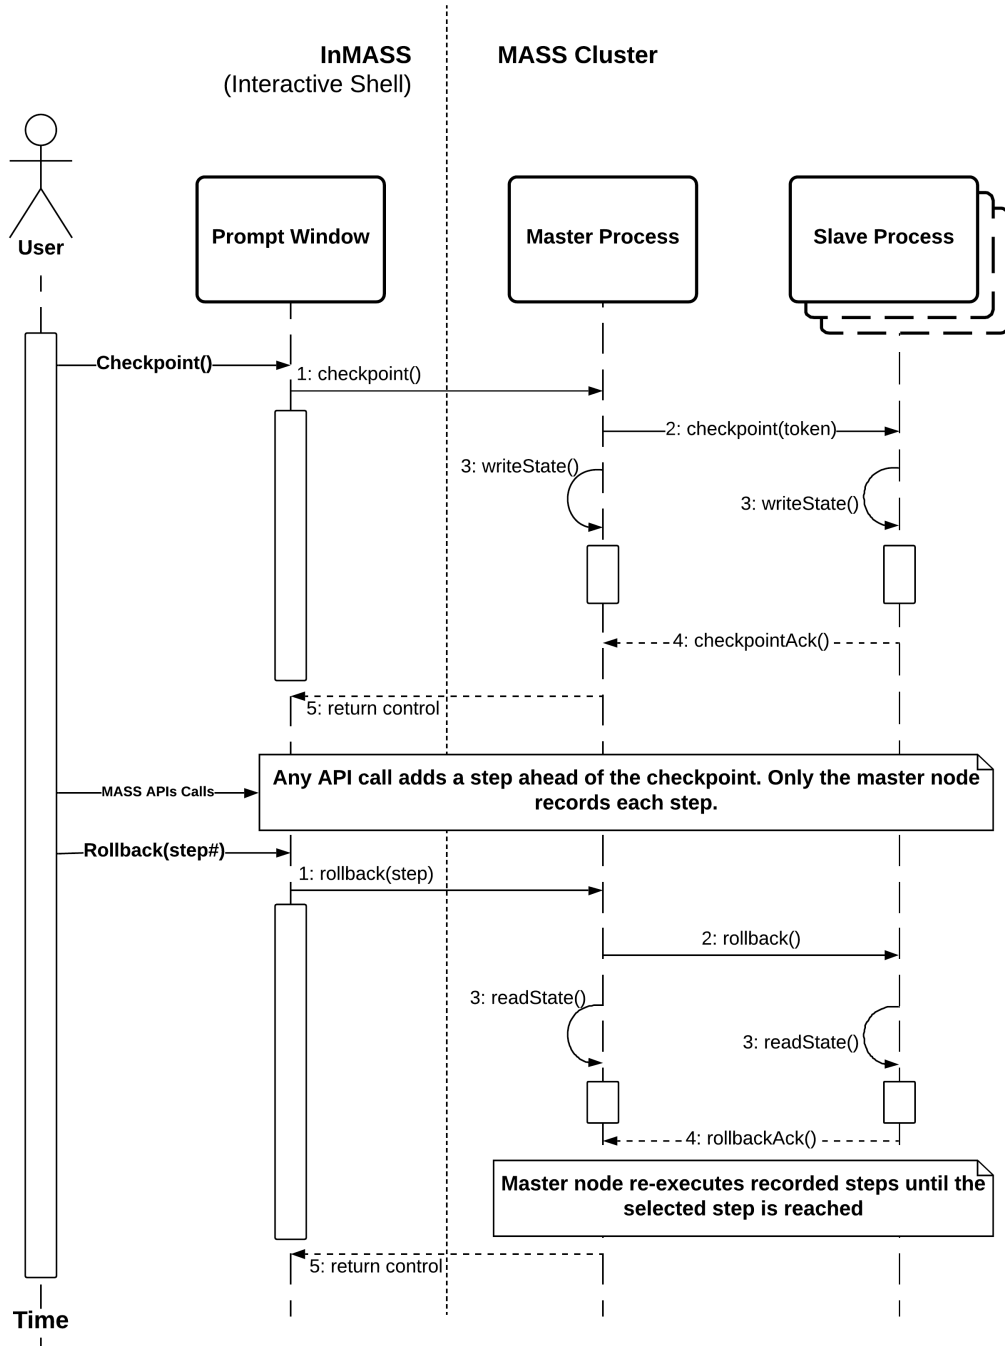 InMASS
(Interactive Shell)
MASS Cluster
User
Prompt Window
Master Process
Slave Process
Checkpoint()
1: checkpoint()
2: checkpoint(token)
3: writeState()
3: writeState()
4: checkpointAck()
5: return control
Any API call adds a step ahead of the checkpoint. Only the master node
records each step.
MASS APIs Calls
Rollback(step#)
1: rollback(step)
2: rollback()
3: readState()
3: readState()
4: rollbackAck()
Master node re-executes recorded steps until the
selected step is reached
5: return control
Time